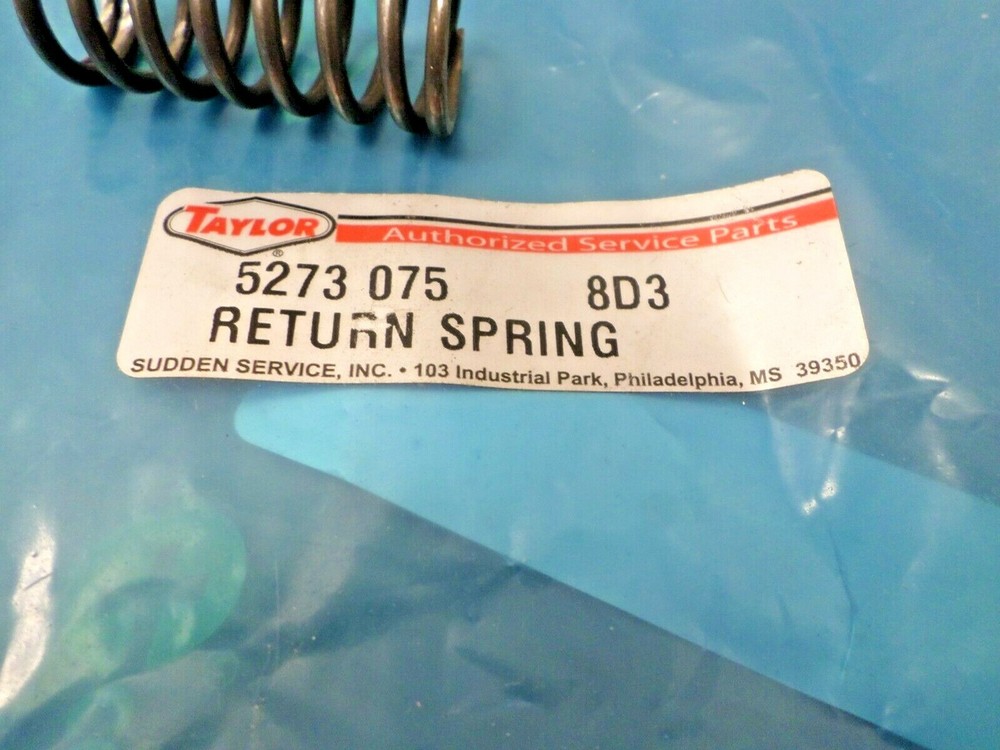 TAYLOR ®
Authorized Service Parts
5273 075 8D3
RETURN SPRING
SUDDEN SERVICE, INC. • 103 Industrial Park, Philadelphia, MS 39350